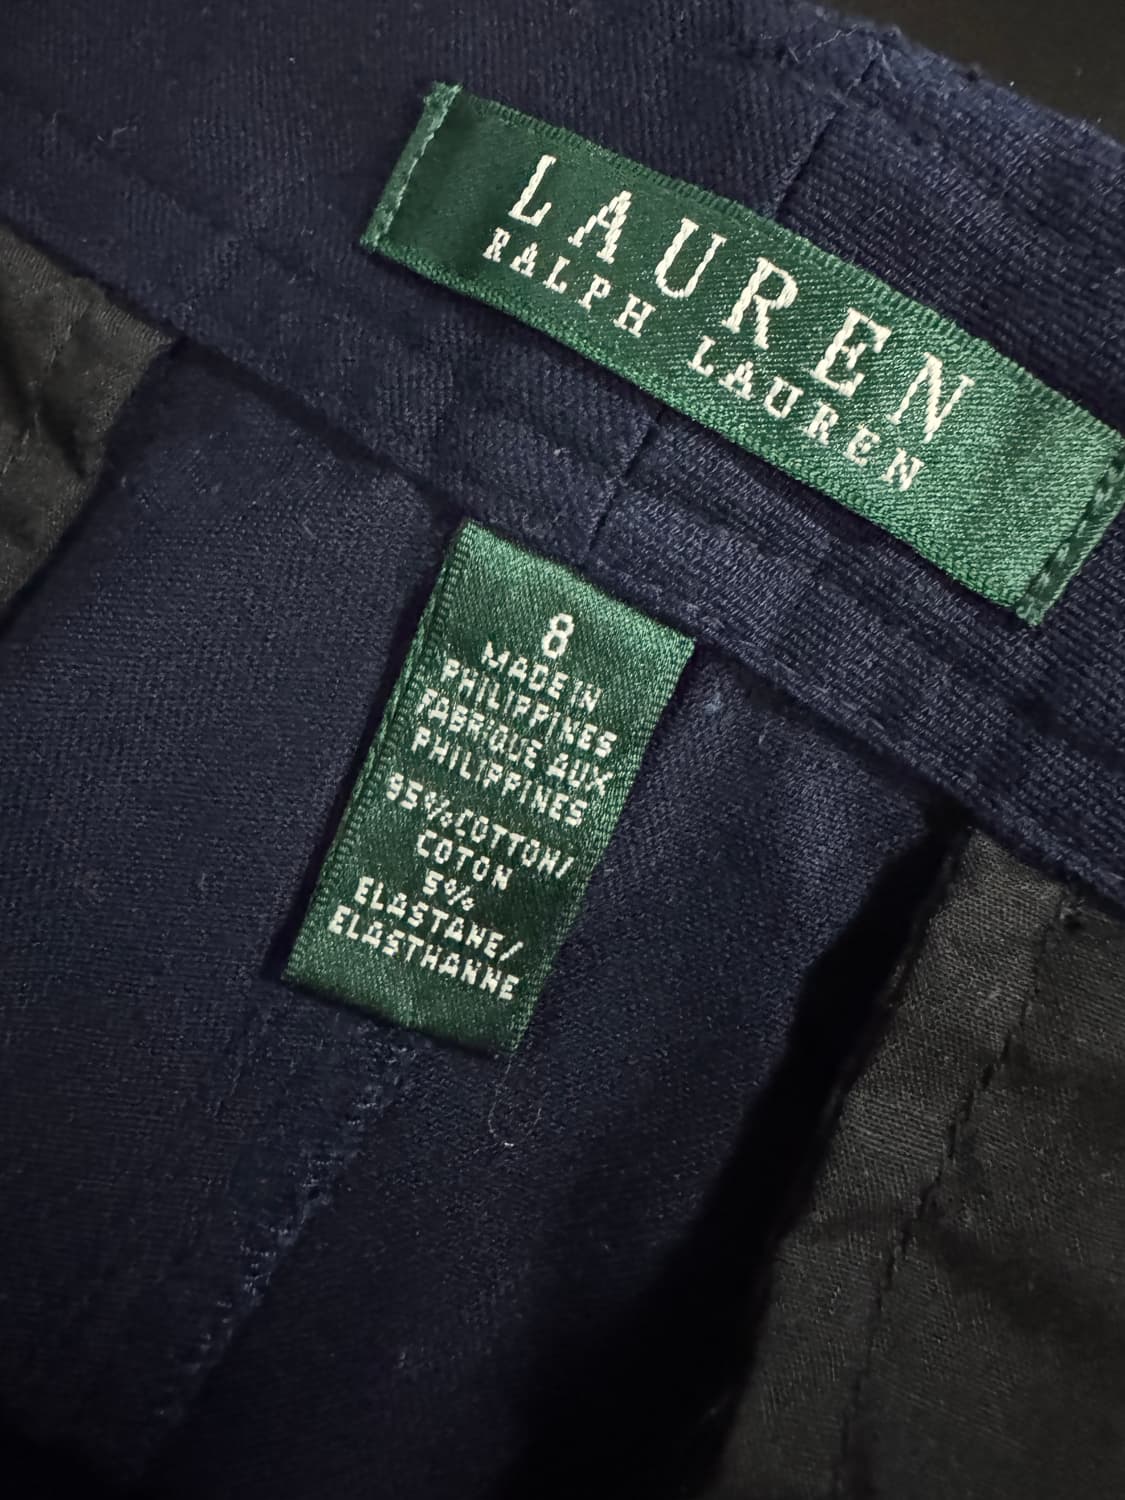 LAUREN
RALPH LAUREN
8
MADE IN
PHILIPPINES
FABRIQUE AUX
PHILIPPINES
95% COTTON/
COTON
5%
ELASTANE/
ELASTHANNE